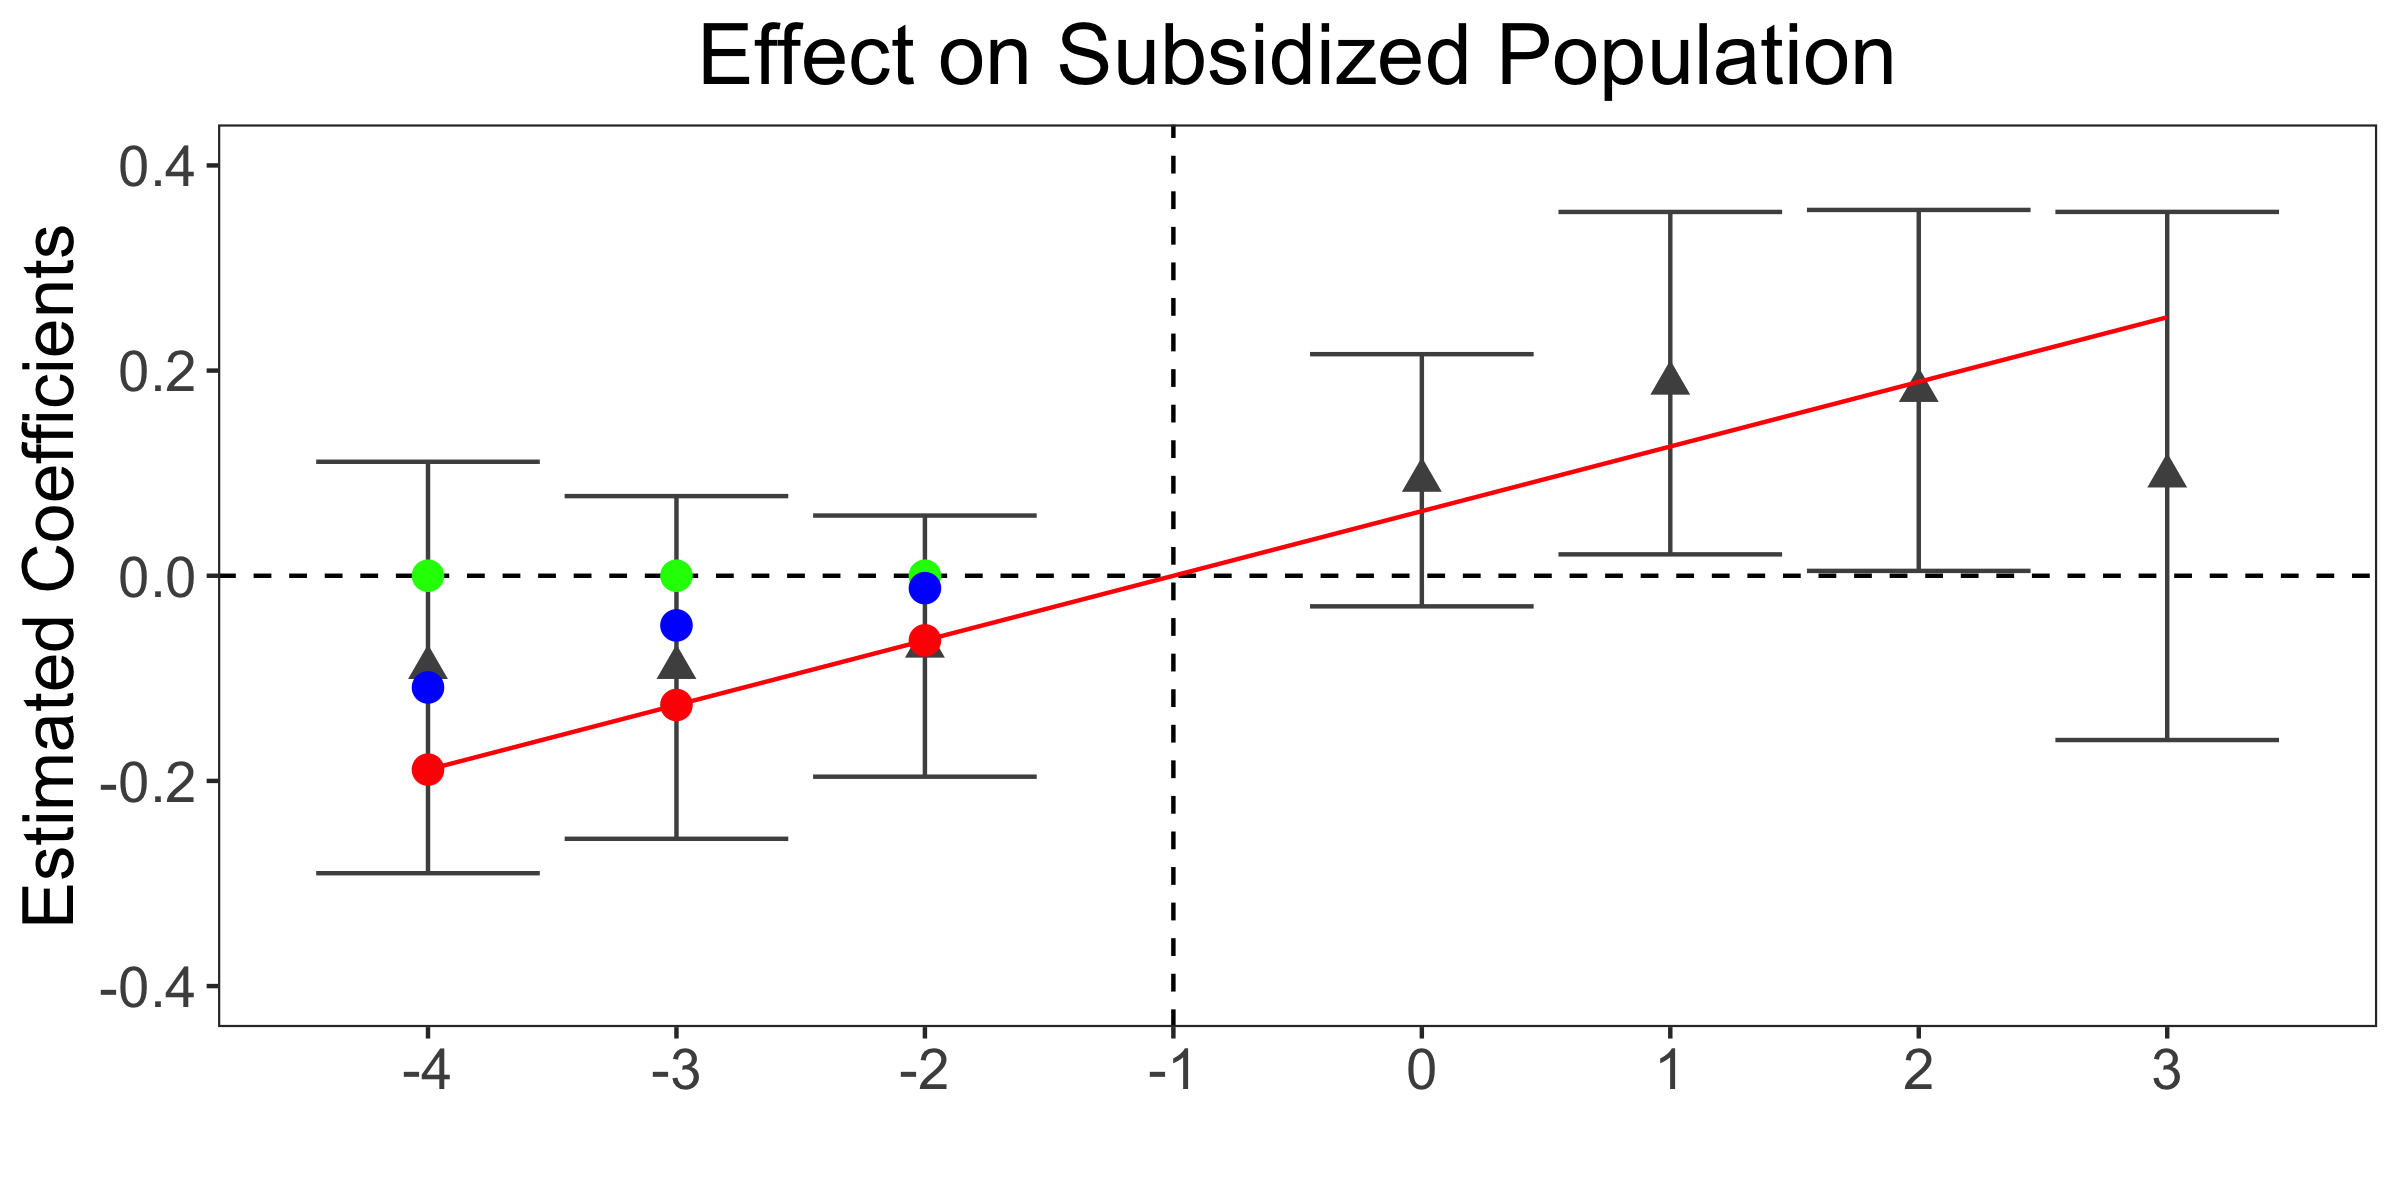 Effect on Subsidized Population
Estimated Coefficients
0.4
0.2
0.0
-0.2
-0.4
-4 -3 -2 -1 0 1 2 3